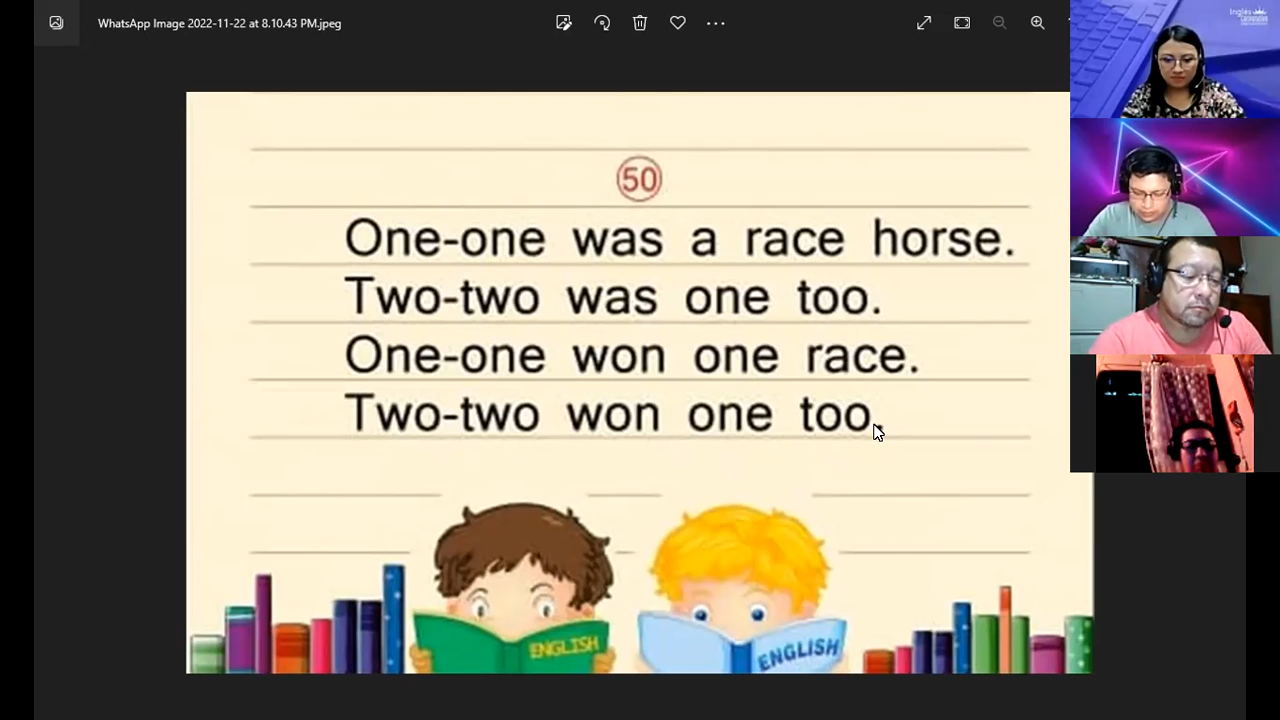 WhatsApp Image 2022-11-22 at 8.10.43 PM.jpeg
Inglés
50
One-one was a race horse.
Two-two was one too.
One-one won one race.
Two-two won one too.
ENGLISH
ENGLISH